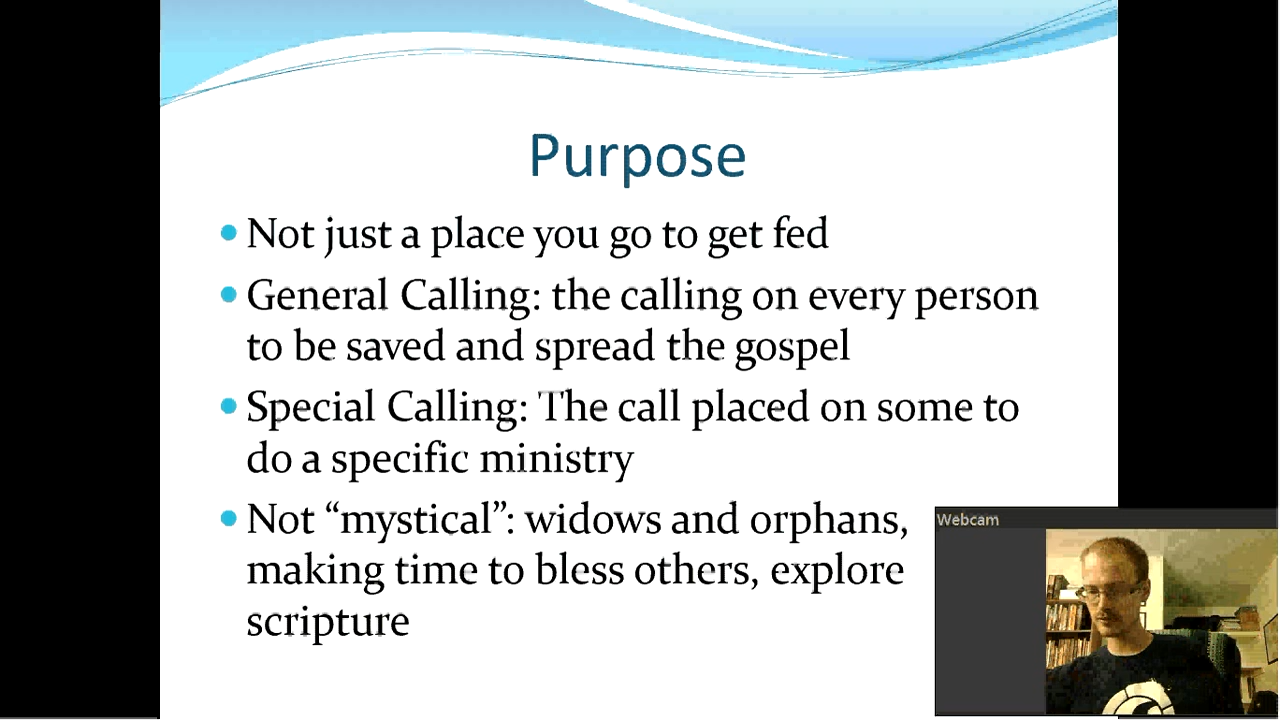 Purpose
Not just a place you go to get fed
General Calling: the calling on every person
to be saved and spread the gospel
Special Calling: The call placed on some to
do a specific ministry
Not “mystical”: widows and orphans,
making time to bless others, explore
scripture
Webcam